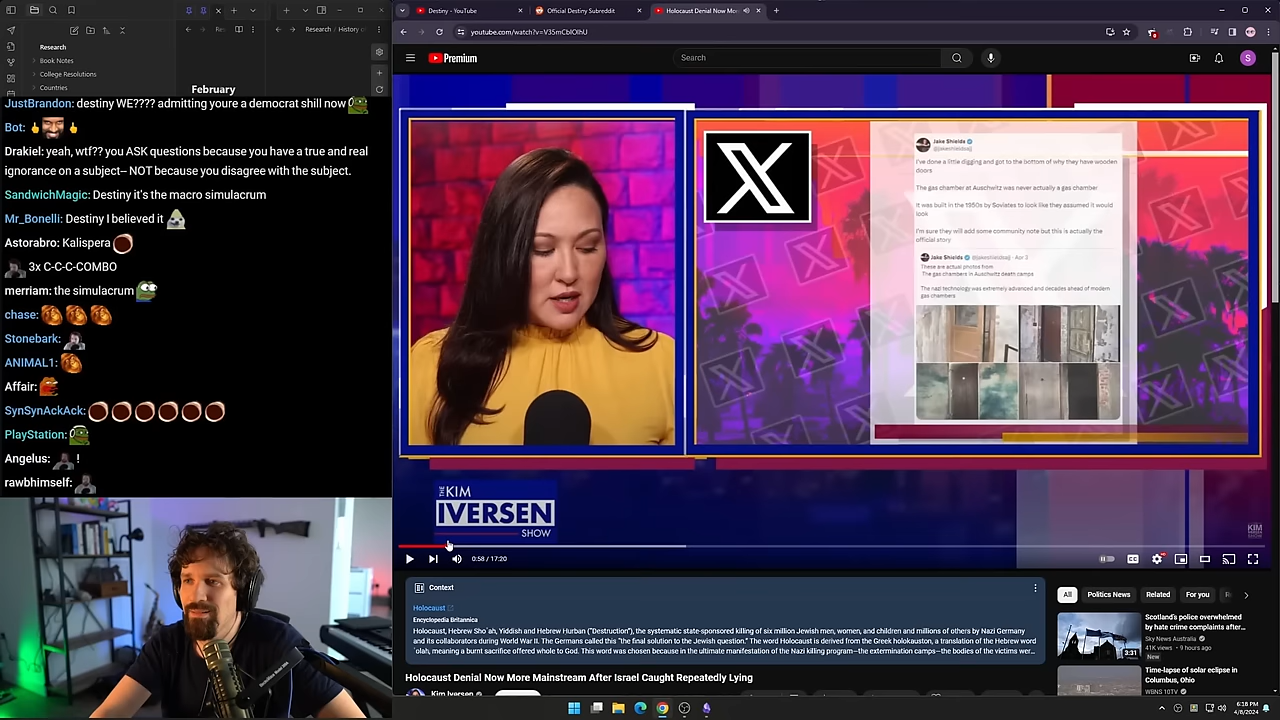 Destiny - YouTube
Official Destiny Subreddit
Holocaust Denial Now Mor
youtube.com/watch?v=V35mCbIOlhU
Premium
Search
S
Res
Research / History
Research
Book Notes
College Resolutions
Countries
February
JustBrandon: destiny WE???? admitting youre a democrat shill now
Bot:
Drakiel: yeah, wtf?? you ASK questions because you have a true and real
ignorance on a subject-- NOT because you disagree w/ the subject.
SandwichMagic: Destiny it's the macro simulacrum
Mr_Bonelli: Destiny I believed it
Astorabro: Kalispera
3x C-C-C-COMBO
merriam: the simulacrum
chase:
Stonebark:
ANIMAL1:
Affair:
SynSynAckAck:
PlayStation:
Angelus: !
rawbhimself:
X
Jake Shields
@jakeshieldsajj
I've done a little digging and got to the bottom of why they have wooden
doors
The gas chamber at Auschwitz was never actually a gas chamber
It was built in the 1950s by Soviates to look like they assumed it would
look
I'm sure they will add some community note but this is actually the
official story
Jake Shields @jakeshieldsajj · Apr 3
These are actual photos from
The gas chambers in Auschwitz death camps
The nazi technology was extremely advanced and decades ahead of modern
gas chambers
THE
KIM
IVERSEN
SHOW
KIM
0:58 / 17:20
CC
Context
Holocaust
Encyclopedia Britannica
Holocaust, Hebrew Sho'ah, Yiddish and Hebrew Hurban ("Destruction"), the systematic state-sponsored killing of six million Jewish men, women, and children and millions of others by Nazi Germany
and its collaborators during World War II. The Germans called this "the final solution to the Jewish question." The word Holocaust is derived from the Greek holokauston, a translation of the Hebrew word
'olah, meaning a burnt sacrifice offered whole to God. This word was chosen because in the ultimate manifestation of the Nazi killing program—the extermination camps—the bodies of the victims wer...
Holocaust Denial Now More Mainstream After Israel Caught Repeatedly Lying
Kim Iversen
All
Politics News
Related
For you
Scotland's police overwhelmed
by hate crime complaints after...
Sky News Australia
41K views • 9 hours ago
New
3:31
Time-lapse of solar eclipse in
Columbus, Ohio
WBNS 10TV
6:18 PM
4/8/2024